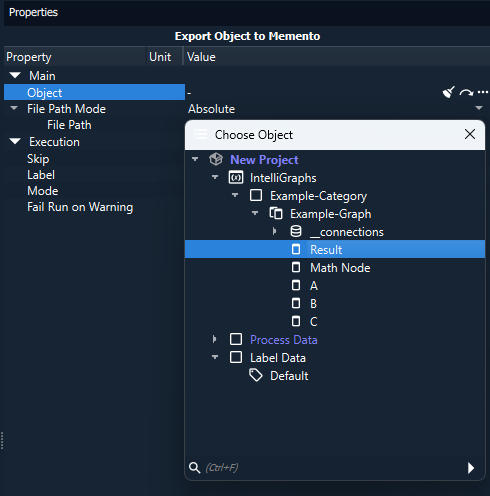 Properties
Export Object to Memento
Property Unit Value
Main
Object -
File Path Mode Absolute
File Path
Execution
Skip
Label
Mode
Fail Run on Warning
Choose Object
New Project
IntelliGraphs
Example-Category
Example-Graph
__connections
Result
Math Node
A
B
C
Process Data
Label Data
Default
(Ctrl+F)